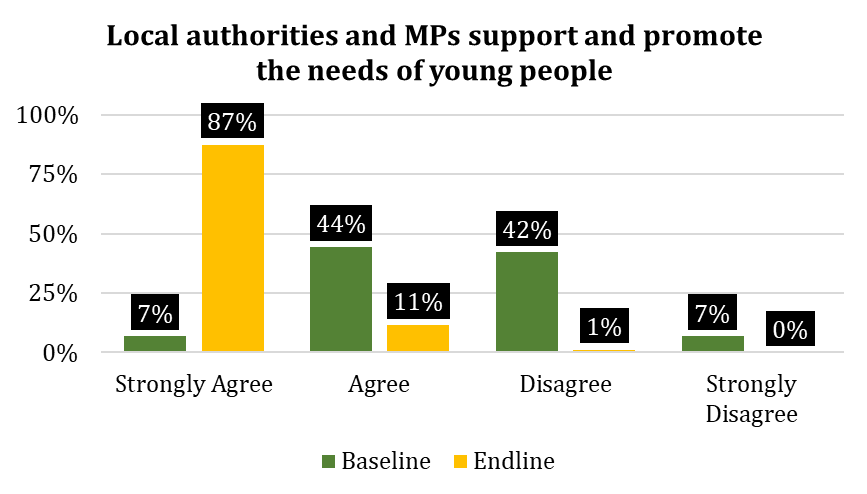 Local authorities and MPs support and promote
the needs of young people
100%
75%
50%
25%
0%
7%
87%
44%
11%
42%
1%
7%
0%
Strongly Agree
Agree
Disagree
Strongly
Disagree
Baseline
Endline